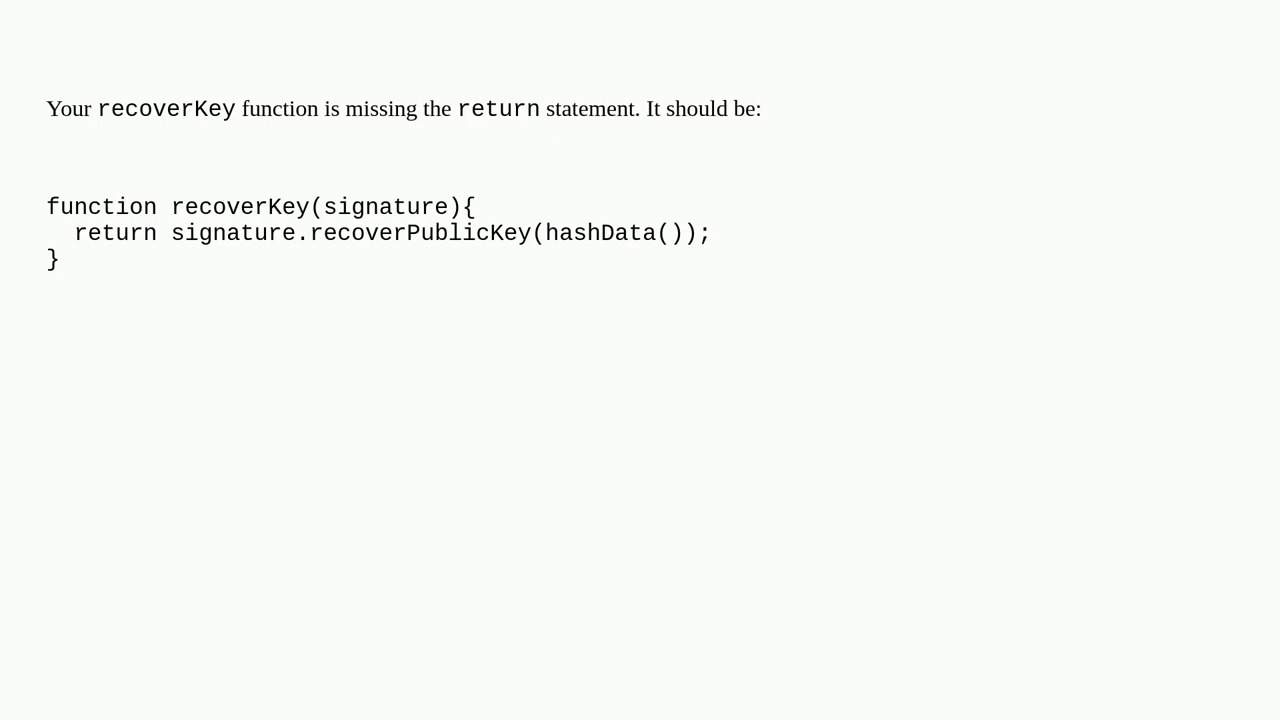 Your recoverKey function is missing the return statement. It should be:
function recoverKey(signature){
  return signature.recoverPublicKey(hashData());
}